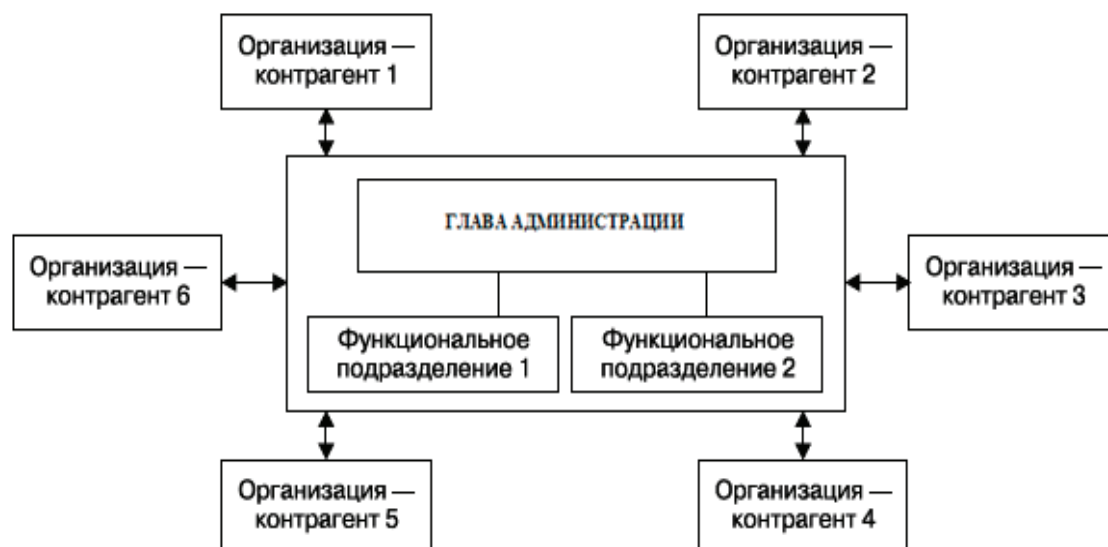 Организация —
контрагент 1
Организация —
контрагент 2
ГЛАВА АДМИНИСТРАЦИИ
Организация —
контрагент 6
Организация —
контрагент 3
Функциональное
подразделение 1
Функциональное
подразделение 2
Организация —
контрагент 5
Организация —
контрагент 4